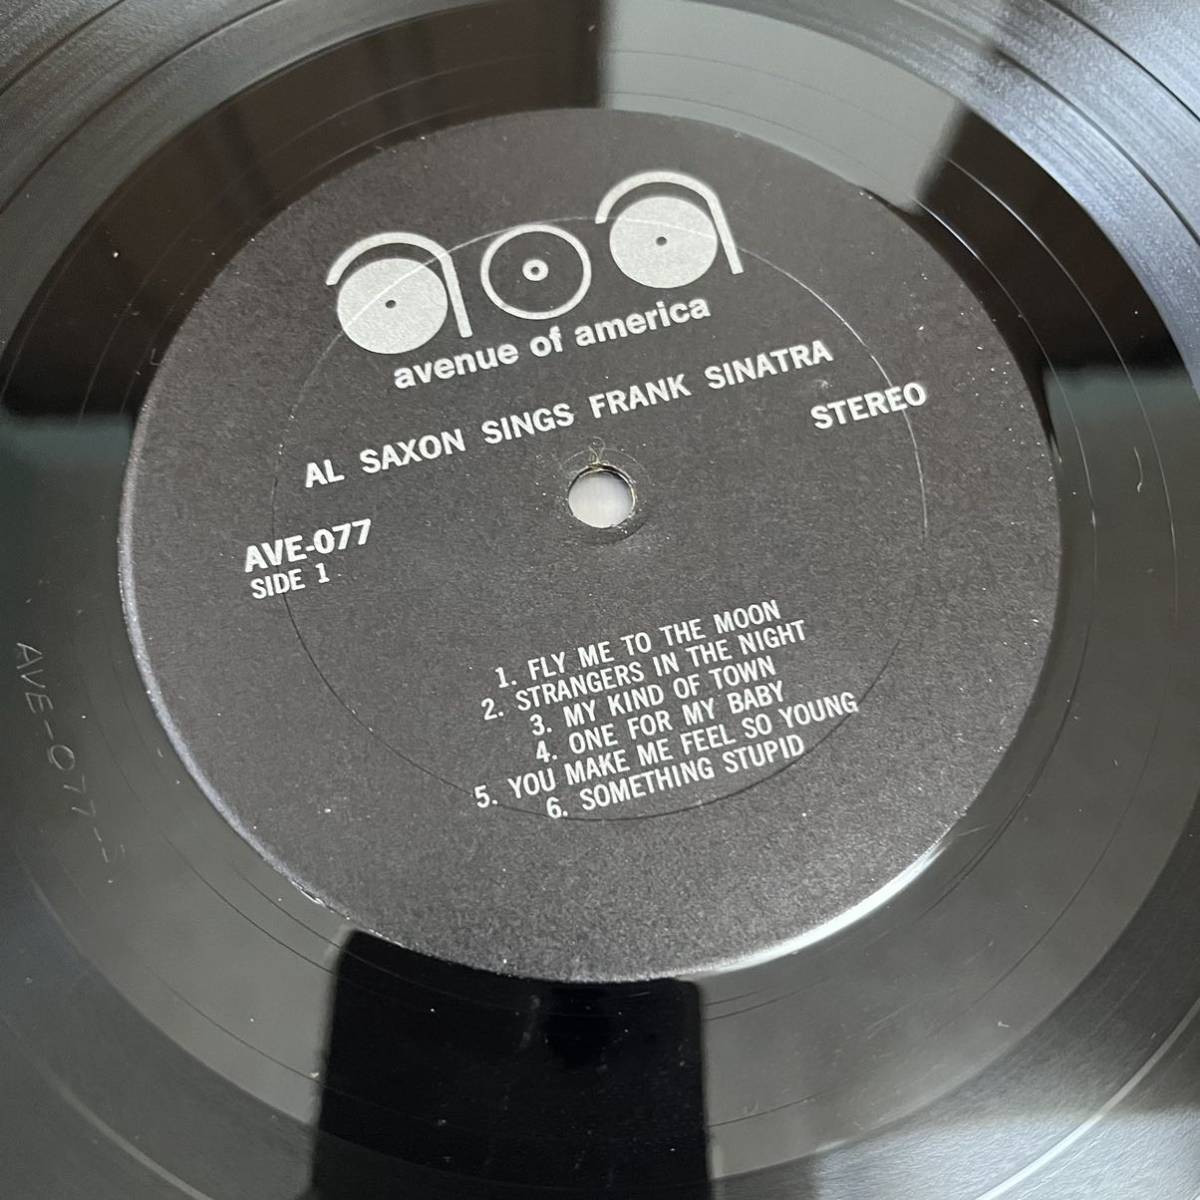 aoa
avenue of america
AL SAXON SINGS FRANK SINATRA
STEREO
AVE-077
SIDE 1
1. FLY ME TO THE MOON
2. STRANGERS IN THE NIGHT
3. MY KIND OF TOWN
4. ONE FOR MY BABY
5. YOU MAKE ME FEEL SO YOUNG
6. SOMETHING STUPID
AVE-077-